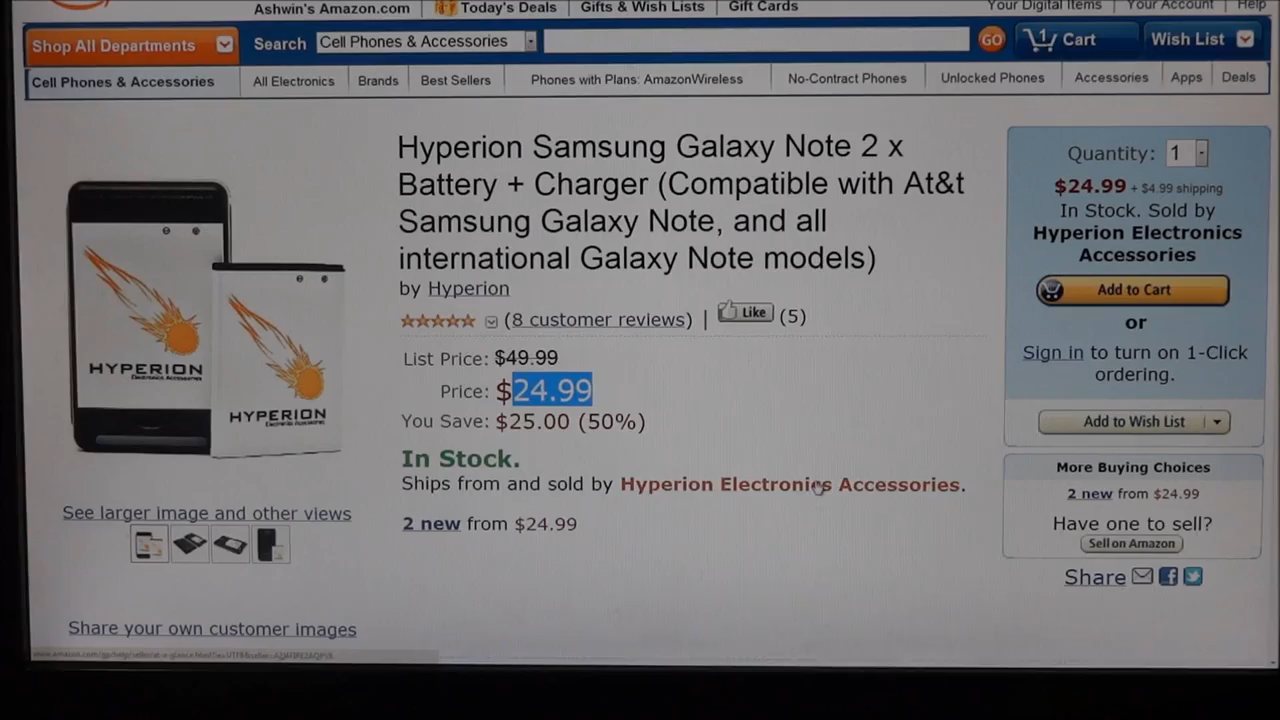 Ashwin's Amazon.com
Today's Deals
Gifts & Wish Lists
Gift Cards
Your Digital Items
Your Account
Help
Shop All Departments
Search
Cell Phones & Accessories
GO
1 Cart
Wish List
Cell Phones & Accessories
All Electronics
Brands
Best Sellers
Phones with Plans: AmazonWireless
No-Contract Phones
Unlocked Phones
Accessories
Apps
Deals
Hyperion Samsung Galaxy Note 2 x
Battery + Charger (Compatible with At&t
Samsung Galaxy Note, and all
international Galaxy Note models)
by Hyperion
(8 customer reviews) | Like (5)
List Price: $49.99
Price: $24.99
You Save: $25.00 (50%)
In Stock.
Ships from and sold by Hyperion Electronics Accessories.
2 new from $24.99
HYPERION
Electronics Accessories
HYPERION
Electronics Accessories
See larger image and other views
Share your own customer images
Quantity: 1
$24.99 + $4.99 shipping
In Stock. Sold by
Hyperion Electronics
Accessories
Add to Cart
or
Sign in to turn on 1-Click
ordering.
Add to Wish List
More Buying Choices
2 new from $24.99
Have one to sell?
Sell on Amazon
Share